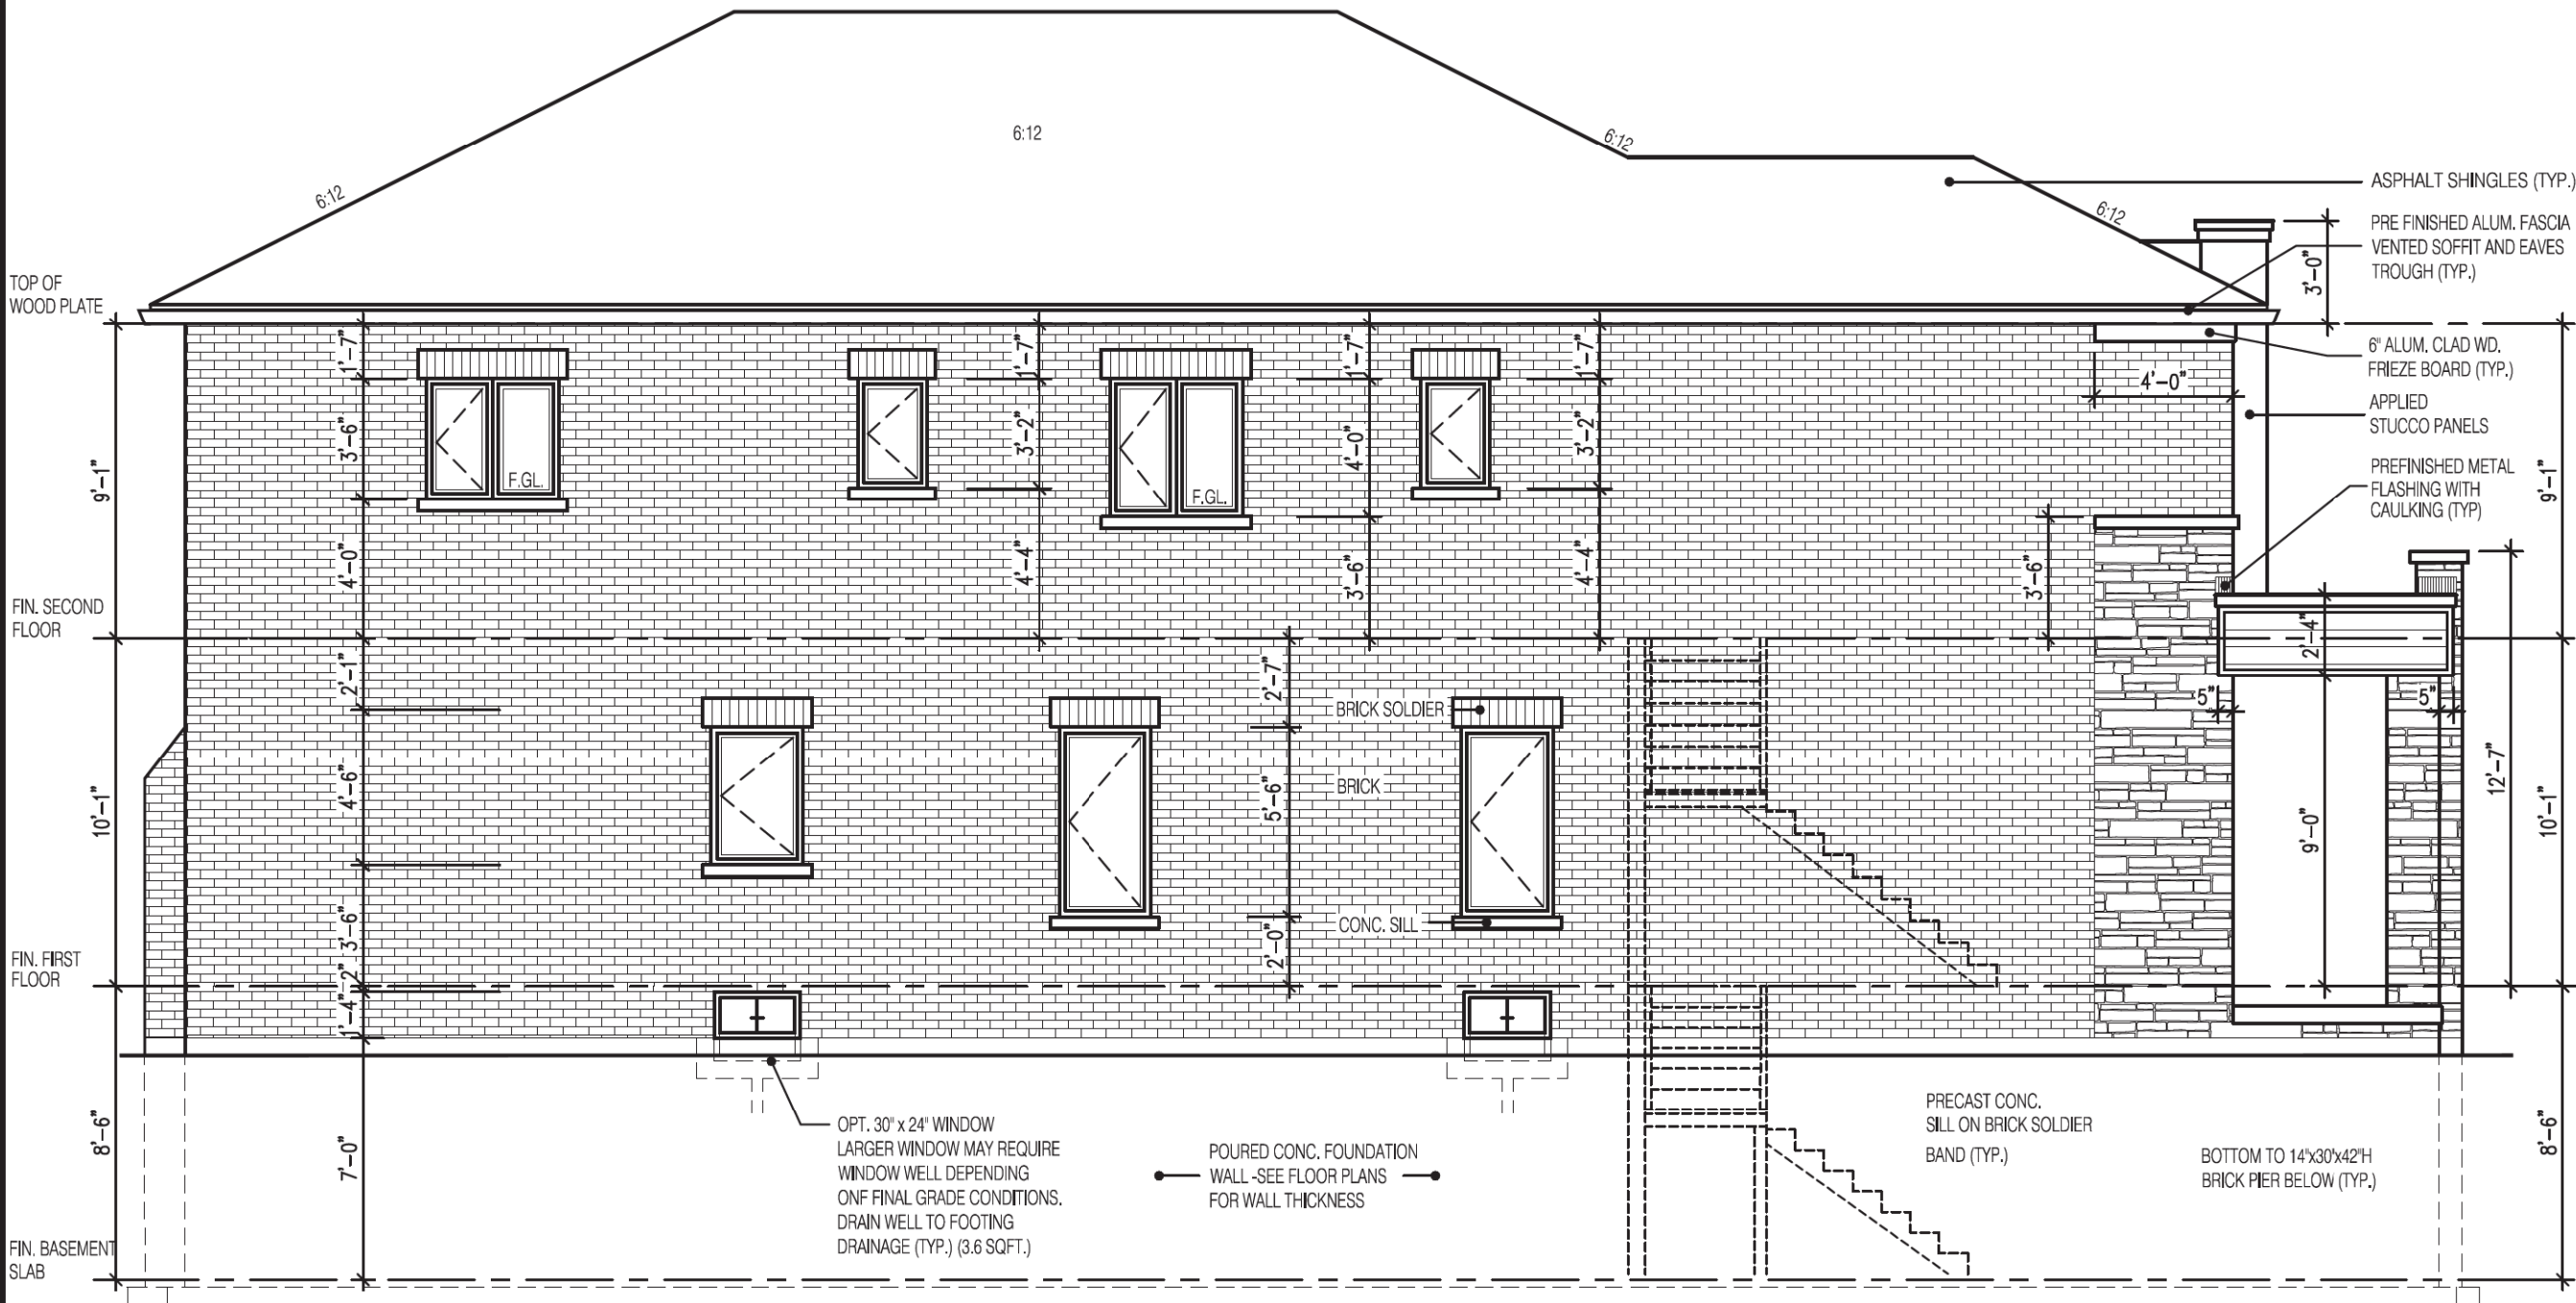 6:12
6:12
6:12
6:12
ASPHALT SHINGLES (TYP.)
PRE FINISHED ALUM. FASCIA
VENTED SOFFIT AND EAVES
TROUGH (TYP.)
3'-0"
TOP OF
WOOD PLATE
1'-7"
1'-7"
1'-7"
1'-7"
6" ALUM. CLAD WD.
FRIEZE BOARD (TYP.)
4'-0"
APPLIED
STUCCO PANELS
PREFINISHED METAL
FLASHING WITH
CAULKING (TYP)
9'-1"
3'-6"
F.GL.
3'-2"
4'-0"
F.GL.
3'-2"
9'-1"
4'-0"
4'-4"
3'-6"
4'-4"
3'-6"
FIN. SECOND
FLOOR
2'-4"
2'-1"
2'-7"
BRICK SOLDIER
5"
5"
12'-7"
10'-1"
4'-6"
5'-6"
BRICK
9'-0"
10'-1"
3'-6"
2'-0"
CONC. SILL
FIN. FIRST
FLOOR
2"
1'-4"
8'-6"
7'-0"
OPT. 30" x 24" WINDOW
LARGER WINDOW MAY REQUIRE
WINDOW WELL DEPENDING
ONF FINAL GRADE CONDITIONS.
DRAIN WELL TO FOOTING
DRAINAGE (TYP.) (3.6 SQFT.)
POURED CONC. FOUNDATION
WALL -SEE FLOOR PLANS
FOR WALL THICKNESS
PRECAST CONC.
SILL ON BRICK SOLDIER
BAND (TYP.)
BOTTOM TO 14"x30"x42"H
BRICK PIER BELOW (TYP.)
8'-6"
FIN. BASEMENT
SLAB